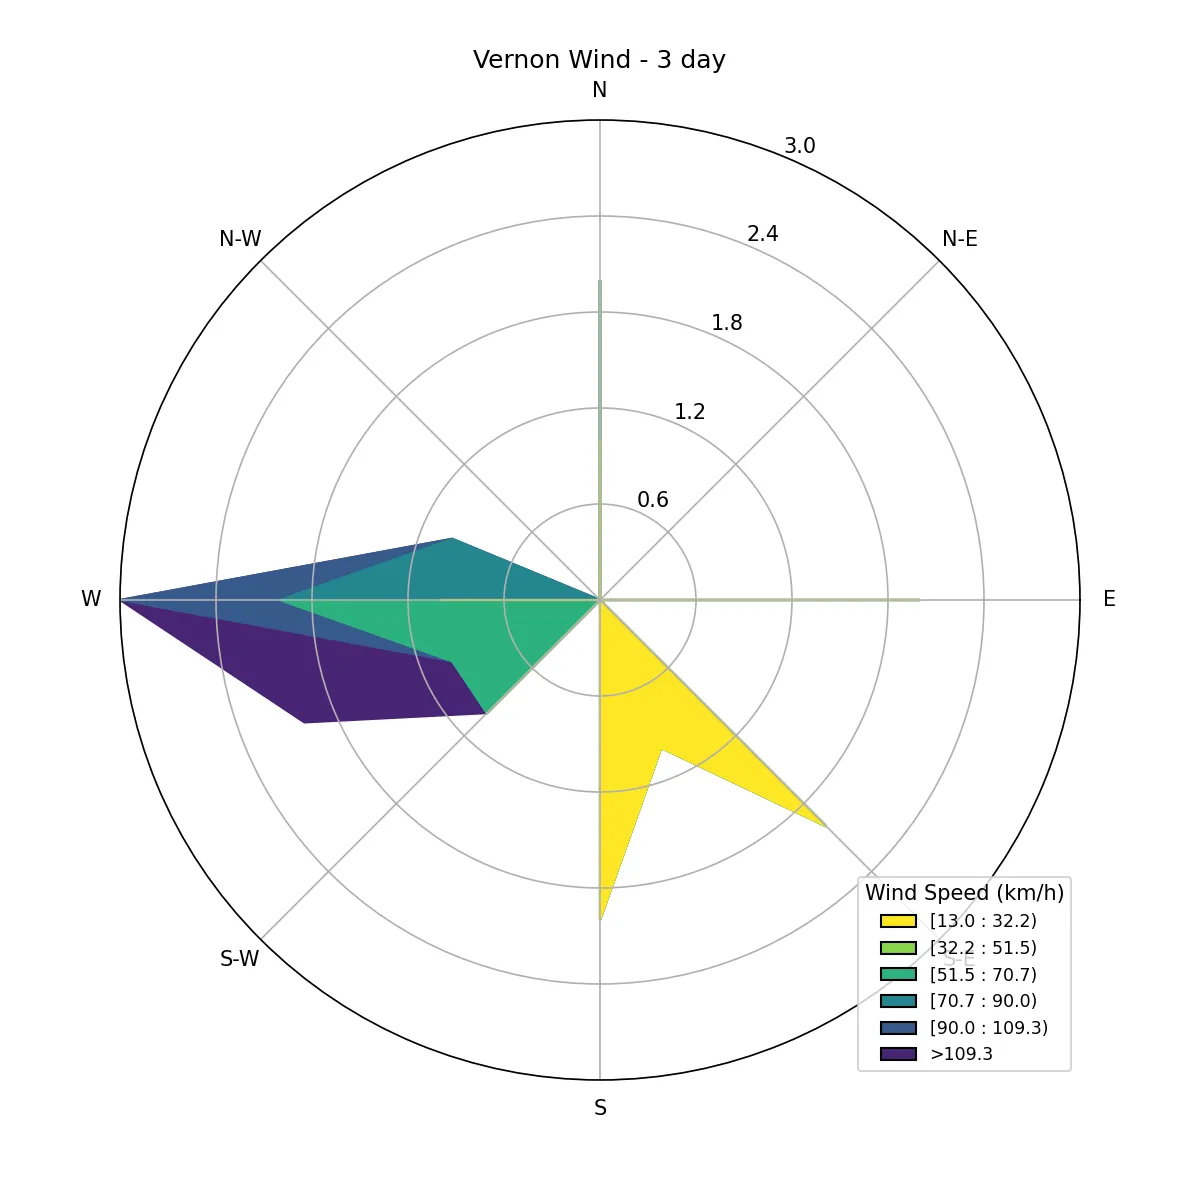 Vernon Wind - 3 day
N
3.0
N-W
N-E
2.4
1.8
1.2
0.6
W
E
S-W
S-E
Wind Speed (km/h)
[13.0 : 32.2)
[32.2 : 51.5)
[51.5 : 70.7)
[70.7 : 90.0)
[90.0 : 109.3)
>109.3
S